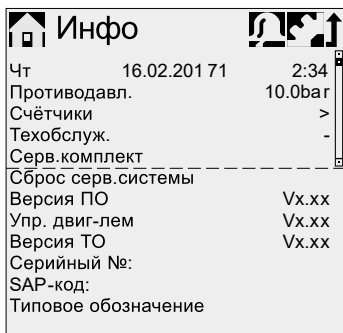 Инфо
Чт 16.02.201 71 2:34
Противодавл. 10.0bar
Счётчики >
Техобслуж. -
Серв.комплект
Сброс серв.системы
Версия ПО Vx.xx
Упр. двиг-лем Vx.xx
Версия ТО Vx.xx
Серийный №:
SAP-код:
Типовое обозначение